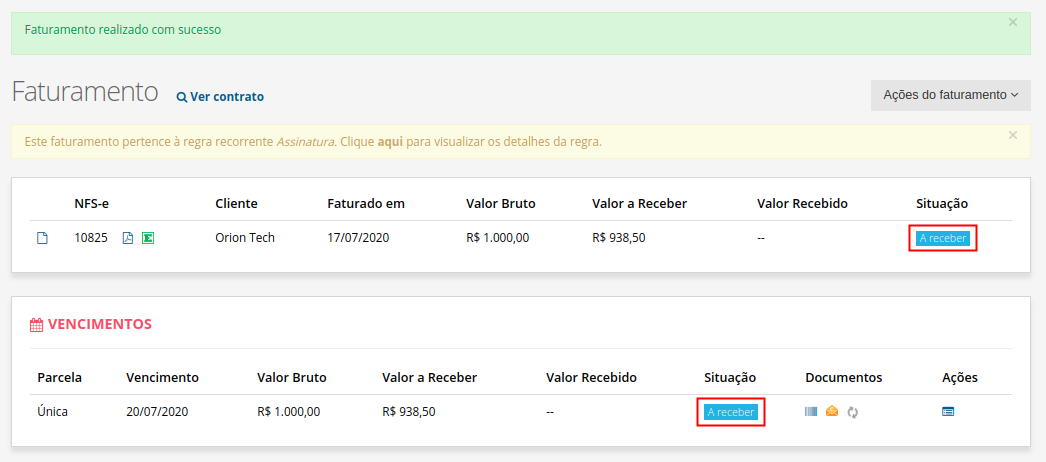 Faturamento realizado com sucesso
Faturamento Ver contrato Ações do faturamento
Este faturamento pertence à regra recorrente Assinatura. Clique aqui para visualizar os detalhes da regra.
NFS-e Cliente Faturado em Valor Bruto Valor a Receber Valor Recebido Situação
10825 Orion Tech 17/07/2020 R$ 1.000,00 R$ 938,50 -- A receber
VENCIMENTOS
Parcela Vencimento Valor Bruto Valor a Receber Valor Recebido Situação Documentos Ações
Única 20/07/2020 R$ 1.000,00 R$ 938,50 -- A receber